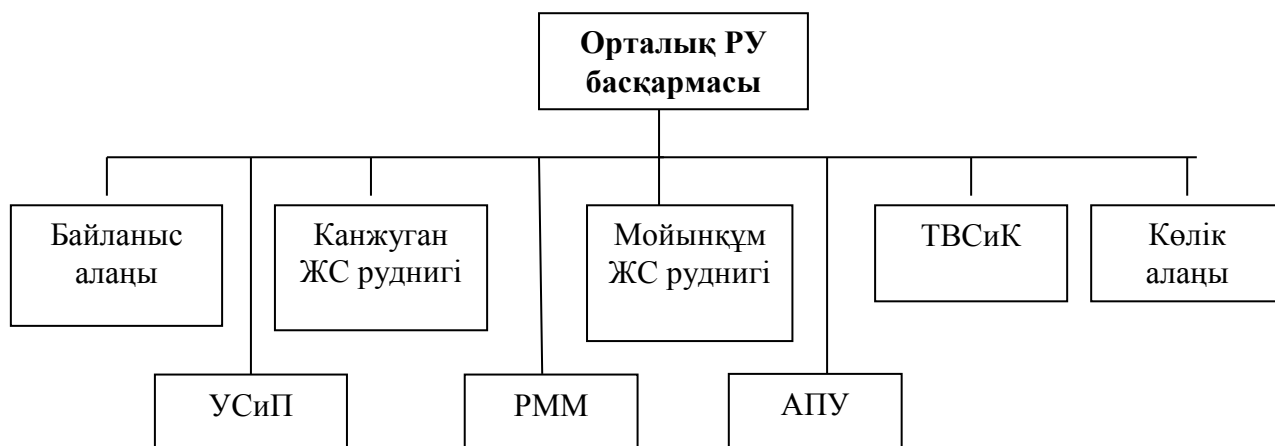 Орталық РУ
басқармасы
Байланыс
алаңы
Канжуган
ЖС руднигі
Мойынқұм
ЖС руднигі
ТВСиК
Көлік
алаңы
УСиП
РММ
АПУ